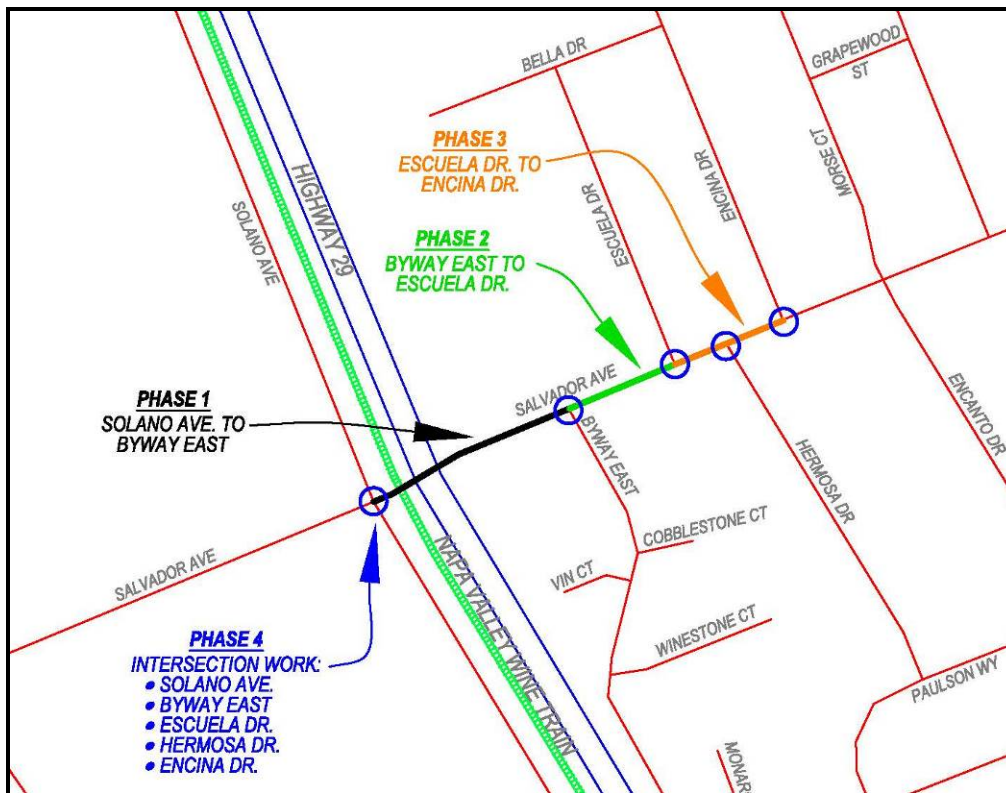 BELLA DR
GRAPEWOOD
ST
PHASE 3
ESCUELA DR. TO
ENCINA DR.
MORSE CT
HIGHWAY 29
SOLANO AVE
ESCUELA DR
ENCINA DR
PHASE 2
BYWAY EAST TO
ESCUELA DR.
SALVADOR AVE
PHASE 1
SOLANO AVE. TO
BYWAY EAST
BYWAY EAST
HERMOSA DR
ENCANTO DR
COBBLESTONE CT
VIN CT
WINESTONE CT
SALVADOR AVE
NAPA VALLEY WINE TRAIN
PAULSON WY
PHASE 4
INTERSECTION WORK:
• SOLANO AVE.
• BYWAY EAST
• ESCUELA DR.
• HERMOSA DR.
• ENCINA DR.
MONAR